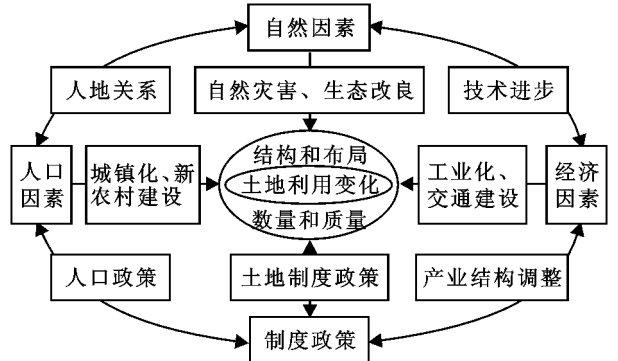 自然因素
人地关系
自然灾害、生态改良
技术进步
人口
因素
城镇化、新
农村建设
结构和布局
土地利用变化
数量和质量
工业化、
交通建设
经济
因素
人口政策
土地制度政策
产业结构调整
制度政策